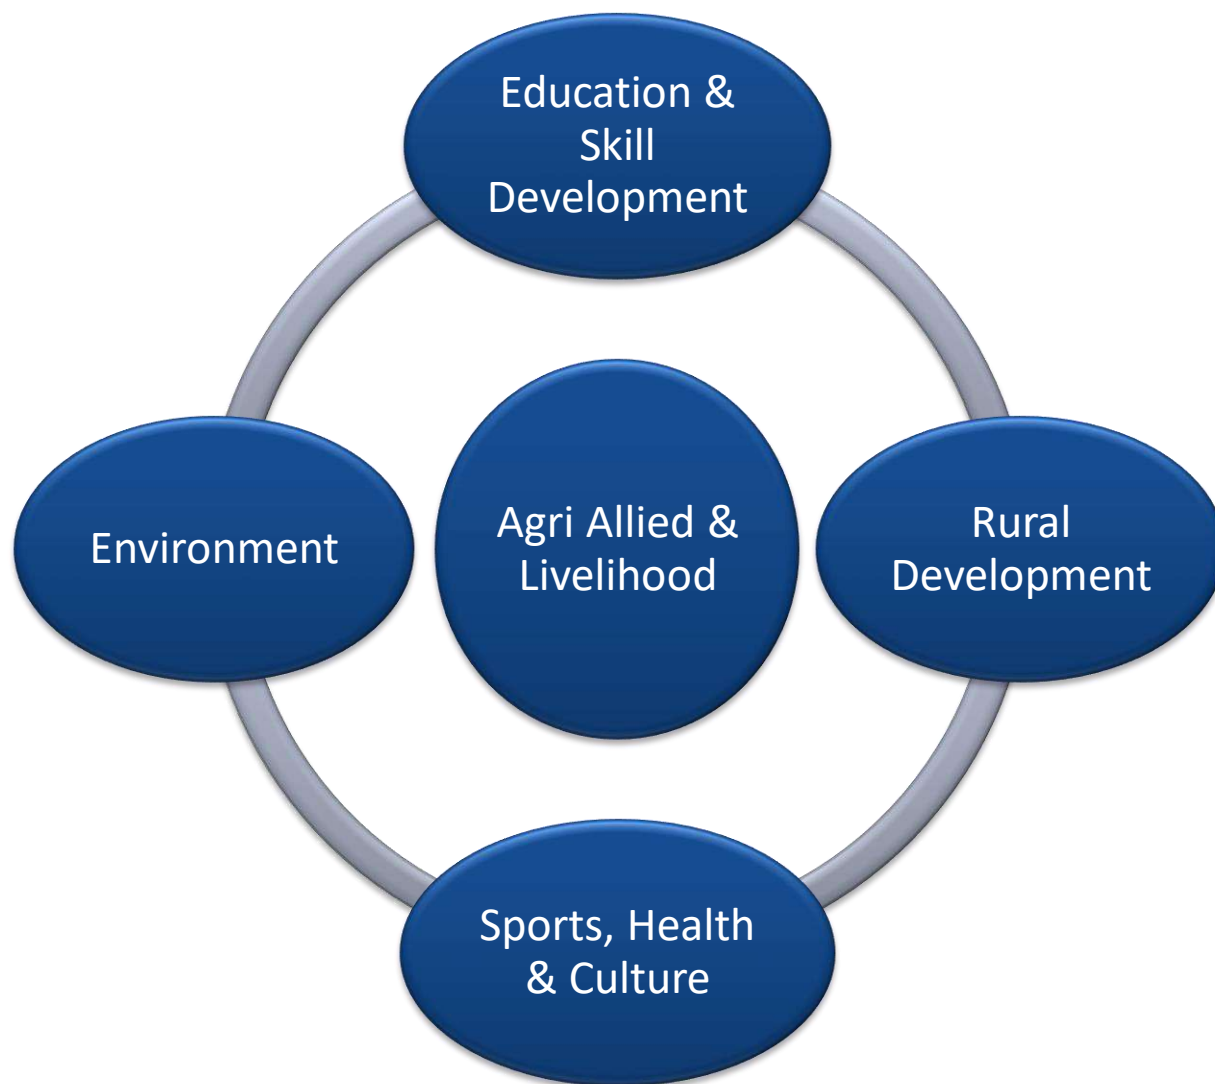 Education &
Skill
Development
Environment
Agri Allied &
Livelihood
Rural
Development
Sports, Health
& Culture